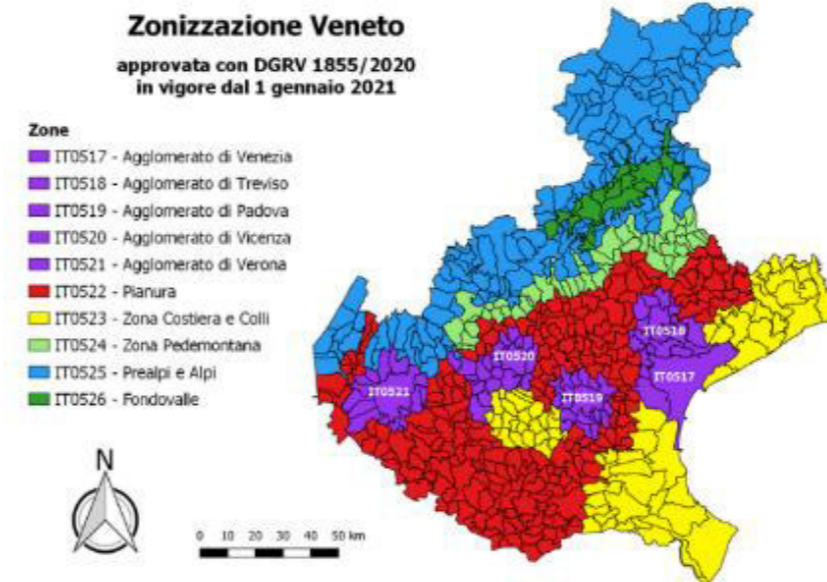 Zonizzazione Veneto
approvata con DGRV 1855/2020
in vigore dal 1 gennaio 2021
Zone
IT0517 - Agglomerato di Venezia
IT0518 - Agglomerato di Treviso
IT0519 - Agglomerato di Padova
IT0520 - Agglomerato di Vicenza
IT0521 - Agglomerato di Verona
IT0522 - Pianura
IT0523 - Zona Costiera e Colli
IT0524 - Zona Pedemontana
IT0525 - Prealpi e Alpi
IT0526 - Fondovalle
IT0518
IT0520
IT0517
IT0521
IT0519
N
0 10 20 30 40 50 km